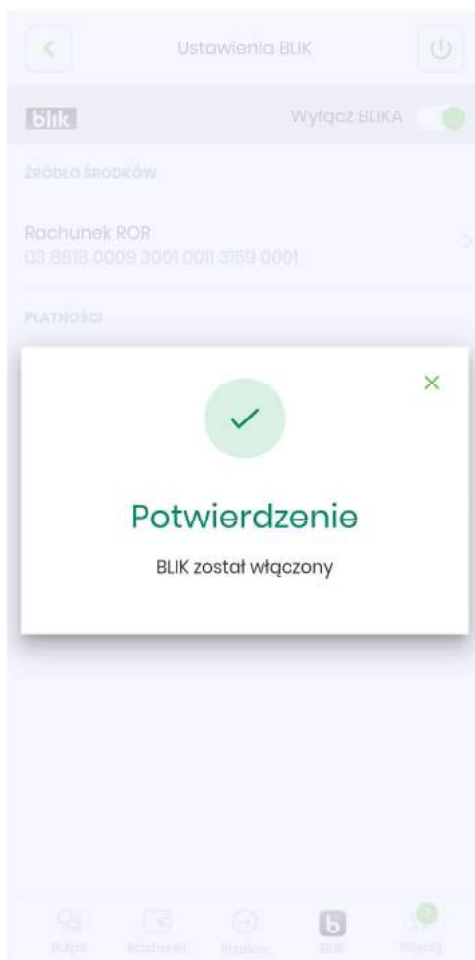 Ustawienia BLIK
blik
Wyłącz BLIKA
ŹRÓDŁO ŚRODKÓW
Rachunek ROR
03 8818 0009 3001 0011 3159 0001
PŁATNOŚCI
Potwierdzenie
BLIK został włączony
Pulpit
Rachunki
Przelew
BLIK
Więcej